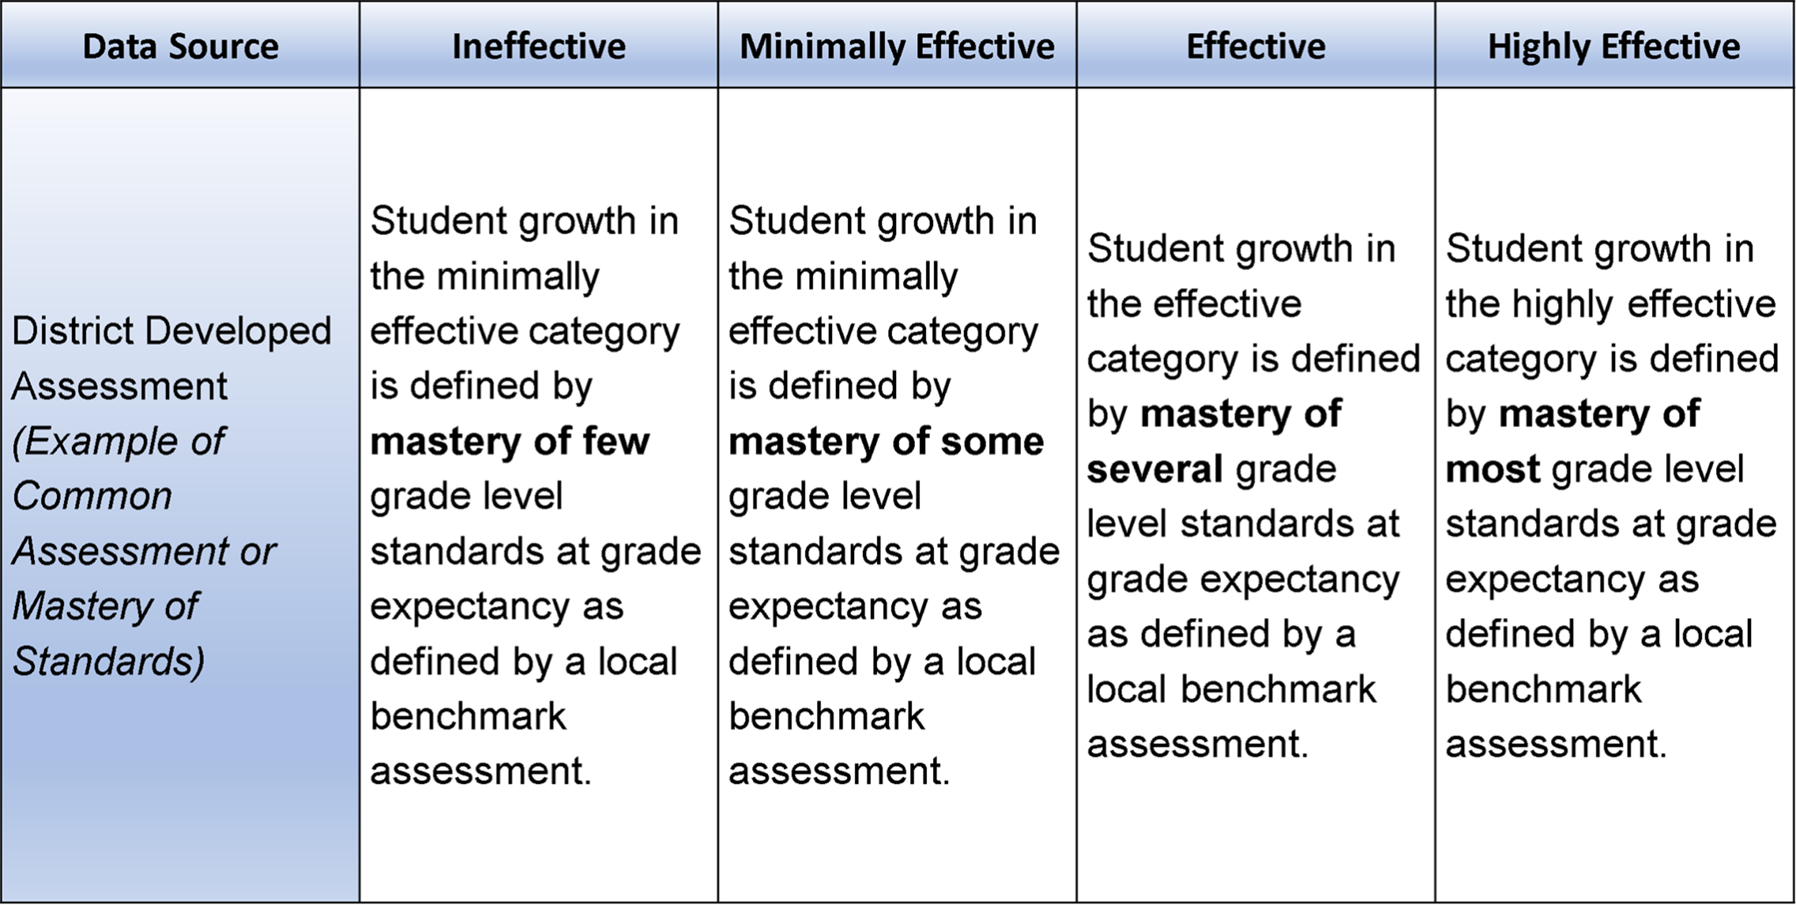 Data Source
Ineffective
Minimally Effective
Effective
Highly Effective
District Developed
Assessment
(Example of
Common
Assessment or
Mastery of
Standards)
Student growth in
the minimally
effective category
is defined by
mastery of few
grade level
standards at grade
expectancy as
defined by a local
benchmark
assessment.
Student growth in
the minimally
effective category
is defined by
mastery of some
grade level
standards at grade
expectancy as
defined by a local
benchmark
assessment.
Student growth in
the effective
category is defined
by mastery of
several grade
level standards at
grade expectancy
as defined by a
local benchmark
assessment.
Student growth in
the highly effective
category is defined
by mastery of
most grade level
standards at grade
expectancy as
defined by a local
benchmark
assessment.